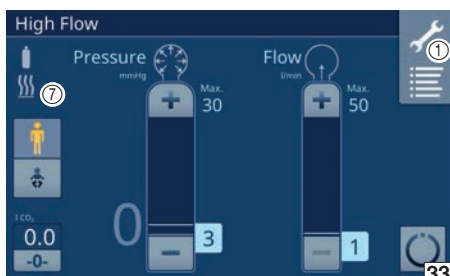 High Flow
Pressure
mmHg
Flow
l/min
①
⑦
+
Max.
30
+
Max.
50
0
3
1
I CO₂
0.0
-0-
−
−
33